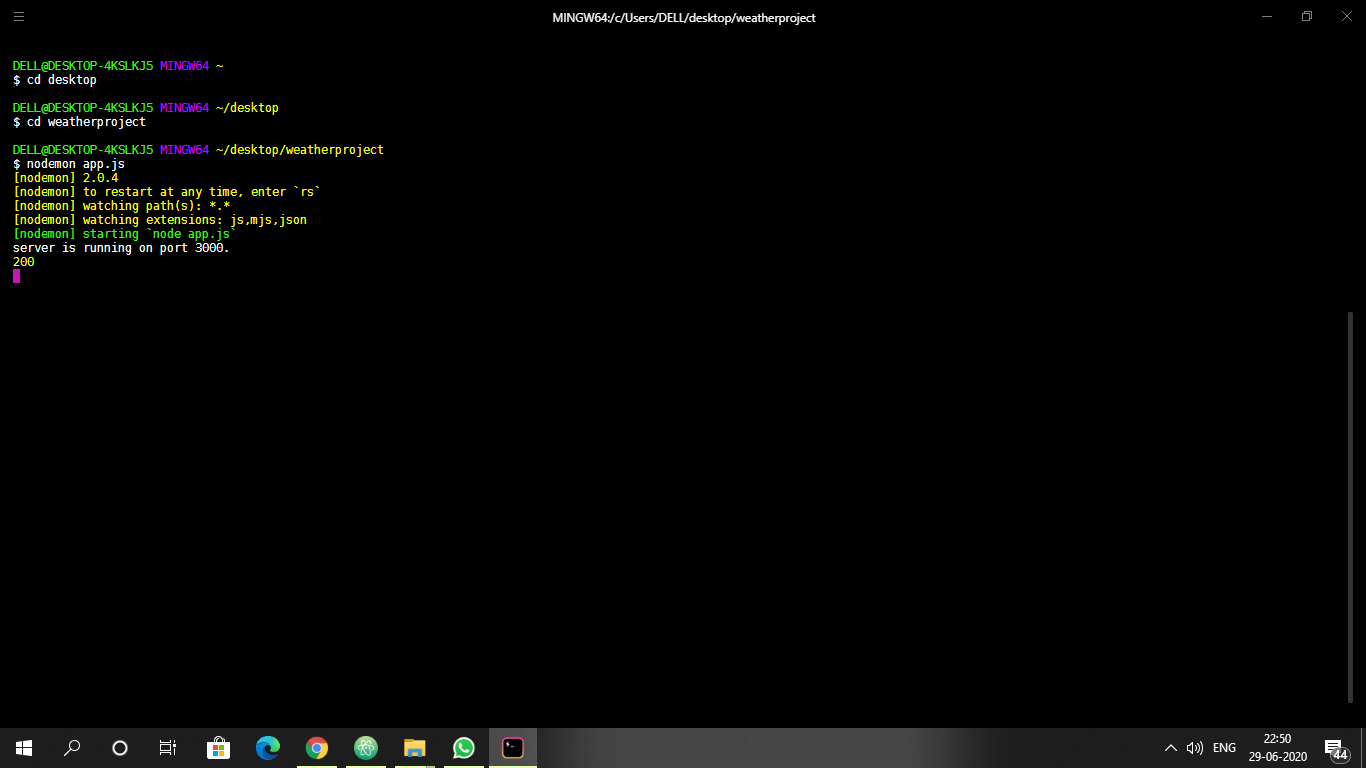 MINGW64:/c/Users/DELL/desktop/weatherproject
DELL@DESKTOP-4KSLKJ5 MINGW64 ~
$ cd desktop
DELL@DESKTOP-4KSLKJ5 MINGW64 ~/desktop
$ cd weatherproject
DELL@DESKTOP-4KSLKJ5 MINGW64 ~/desktop/weatherproject
$ nodemon app.js
[nodemon] 2.0.4
[nodemon] to restart at any time, enter `rs`
[nodemon] watching path(s): *.*
[nodemon] watching extensions: js,mjs,json
[nodemon] starting `node app.js`
server is running on port 3000.
200
ENG
22:50
29-06-2020
44